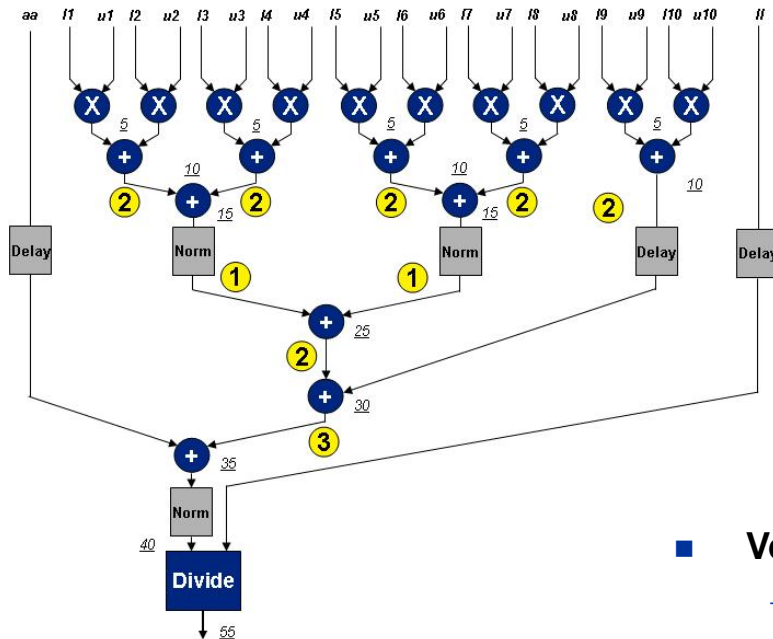 aa l1 u1 l2 u2 l3 u3 l4 u4 l5 u5 l6 u6 l7 u7 l8 u8 l9 u9 l10 u10 ll
X X X X X X X X X X
5 5 5 5 5
+ + + + +
10 10 10
2 + 2 2 + 2 2
15 15
Delay Norm Norm Delay Delay
1 1
+
25
2
+
30
3
+
35
Norm
40
Divide
55